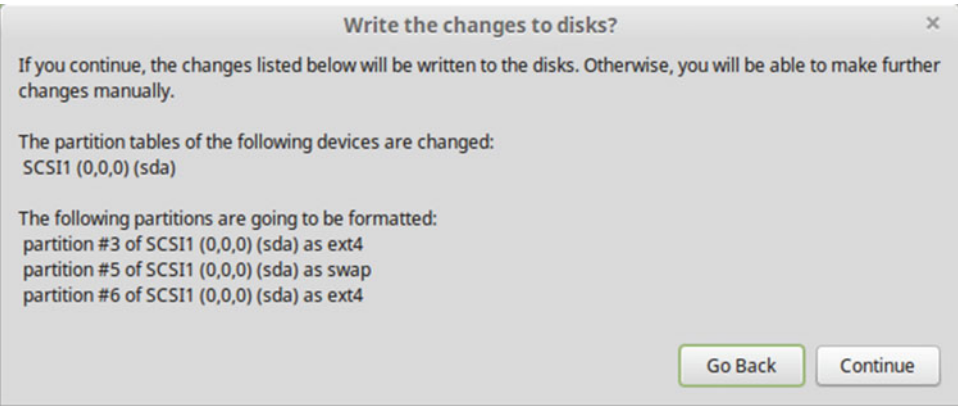 Write the changes to disks?
If you continue, the changes listed below will be written to the disks. Otherwise, you will be able to make further
changes manually.
The partition tables of the following devices are changed:
SCSI1 (0,0,0) (sda)
The following partitions are going to be formatted:
partition #3 of SCSI1 (0,0,0) (sda) as ext4
partition #5 of SCSI1 (0,0,0) (sda) as swap
partition #6 of SCSI1 (0,0,0) (sda) as ext4
Go Back Continue